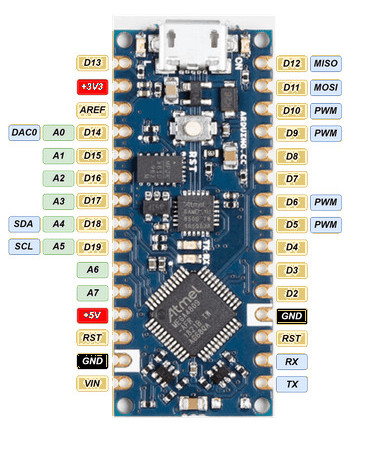 D13 D12 MISO
+3V3 D11 MOSI
AREF D10 PWM
DAC0 A0 D14 D9 PWM
A1 D15 D8
A2 D16 D7
A3 D17 D6 PWM
SDA A4 D18 D5 PWM
SCL A5 D19 D4
A6 D3
A7 D2
+5V GND
RST RST
GND RX
VIN TX
L
ON
ARDUINO.CC
RST
Atmel
TX
RX
Atmel